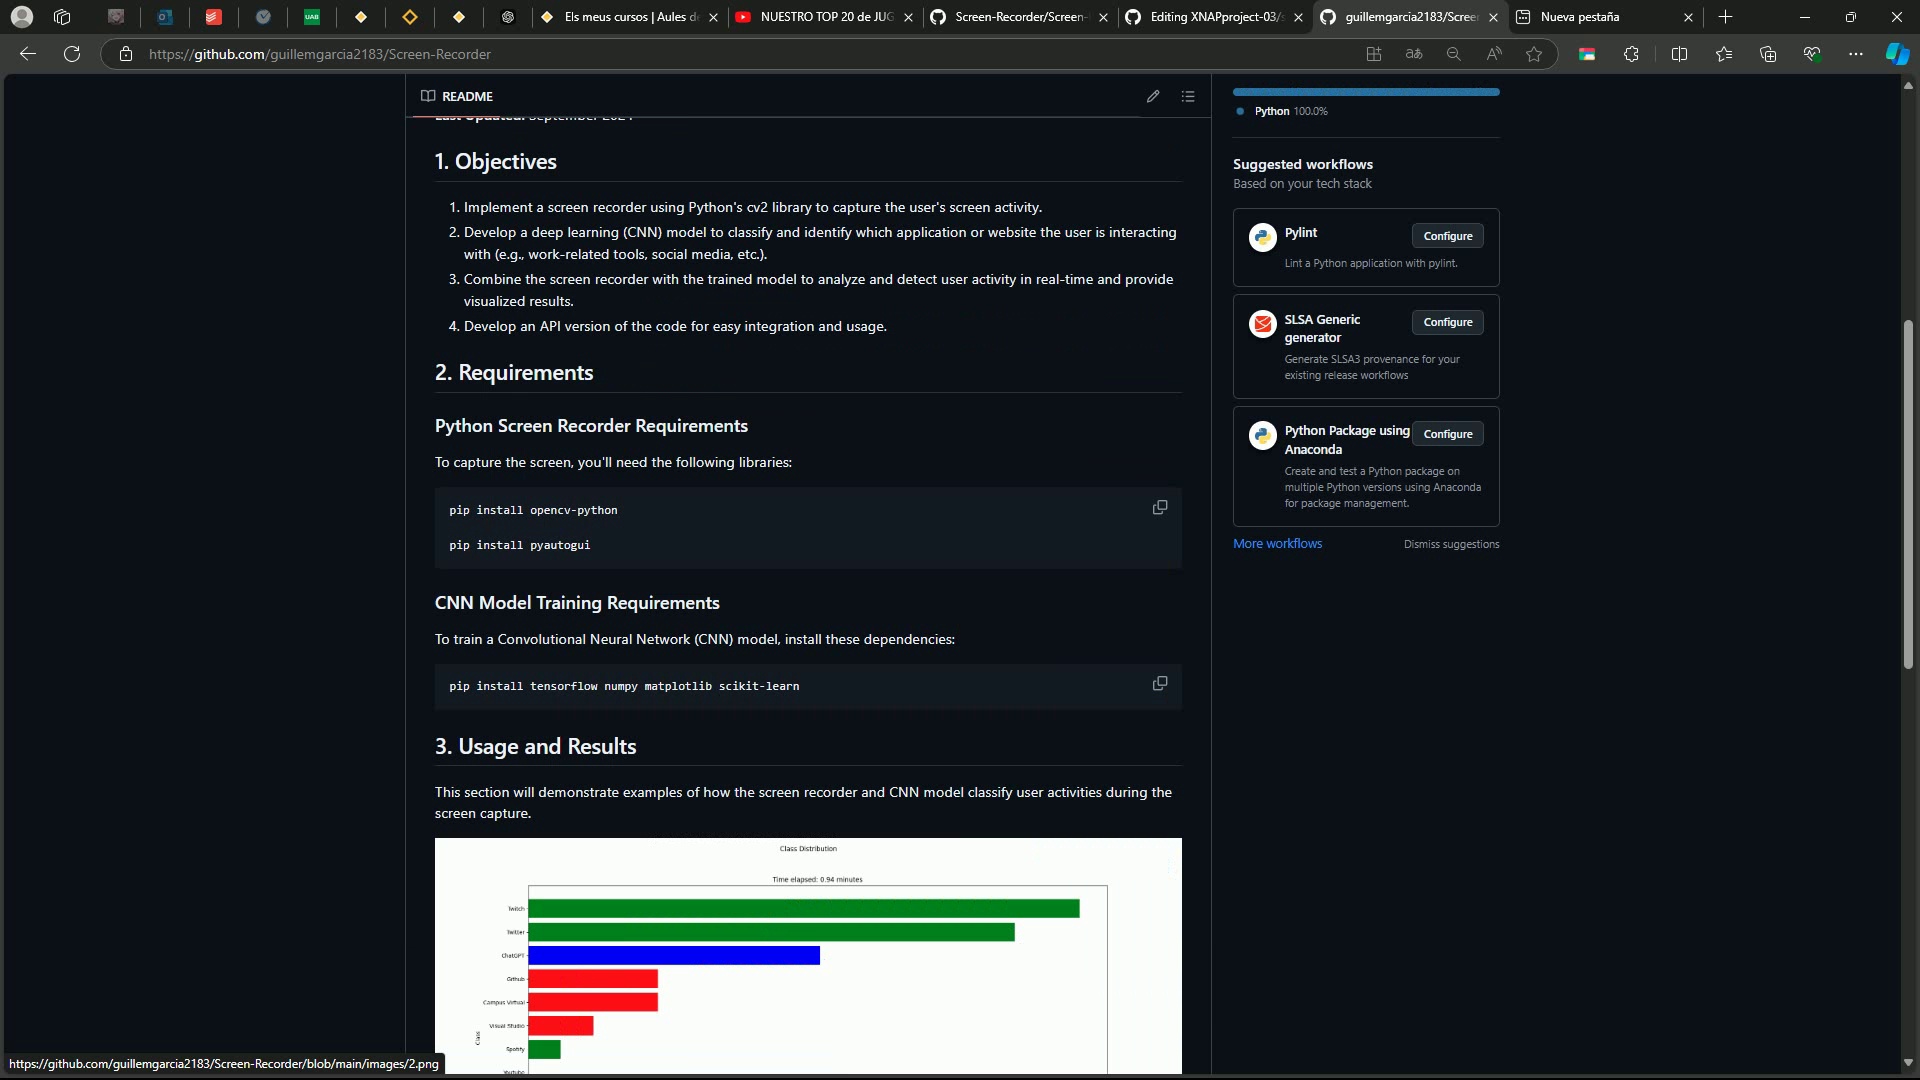 Els meus cursos | Aules d
NUESTRO TOP 20 de JUG
Screen-Recorder/Screen-
Editing XNAPproject-03/s
guillemgarcia2183/Screen
Nueva pestaña
https://github.com/guillemgarcia2183/Screen-Recorder
README
Last Updated: September 2024
1. Objectives
1. Implement a screen recorder using Python's cv2 library to capture the user's screen activity.
2. Develop a deep learning (CNN) model to classify and identify which application or website the user is interacting
with (e.g., work-related tools, social media, etc.).
3. Combine the screen recorder with the trained model to analyze and detect user activity in real-time and provide
visualized results.
4. Develop an API version of the code for easy integration and usage.
2. Requirements
Python Screen Recorder Requirements
To capture the screen, you'll need the following libraries:
pip install opencv-python
pip install pyautogui
CNN Model Training Requirements
To train a Convolutional Neural Network (CNN) model, install these dependencies:
pip install tensorflow numpy matplotlib scikit-learn
3. Usage and Results
This section will demonstrate examples of how the screen recorder and CNN model classify user activities during the
screen capture.
Class Distribution
Time elapsed: 0.94 minutes
Twitch
Twitter
ChatGPT
Github
Campus Virtual
Visual Studio
Spotify
Youtube
Class
Python 100.0%
Suggested workflows
Based on your tech stack
Pylint
Configure
Lint a Python application with pylint.
SLSA Generic
generator
Configure
Generate SLSA3 provenance for your
existing release workflows
Python Package using
Anaconda
Configure
Create and test a Python package on
multiple Python versions using Anaconda
for package management.
More workflows
Dismiss suggestions
https://github.com/guillemgarcia2183/Screen-Recorder/blob/main/images/2.png